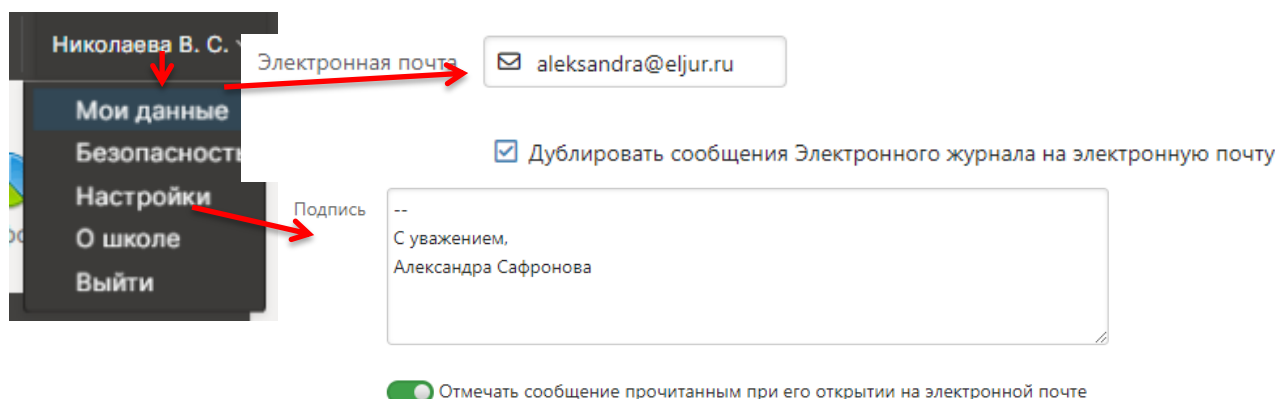 Николаева В. С.
Мои данные
Безопасность
Настройки
О школе
Выйти
Электронная почта
aleksandra@eljur.ru
Дублировать сообщения Электронного журнала на электронную почту
Подпись
--
С уважением,
Александра Сафронова
Отмечать сообщение прочитанным при его открытии на электронной почте